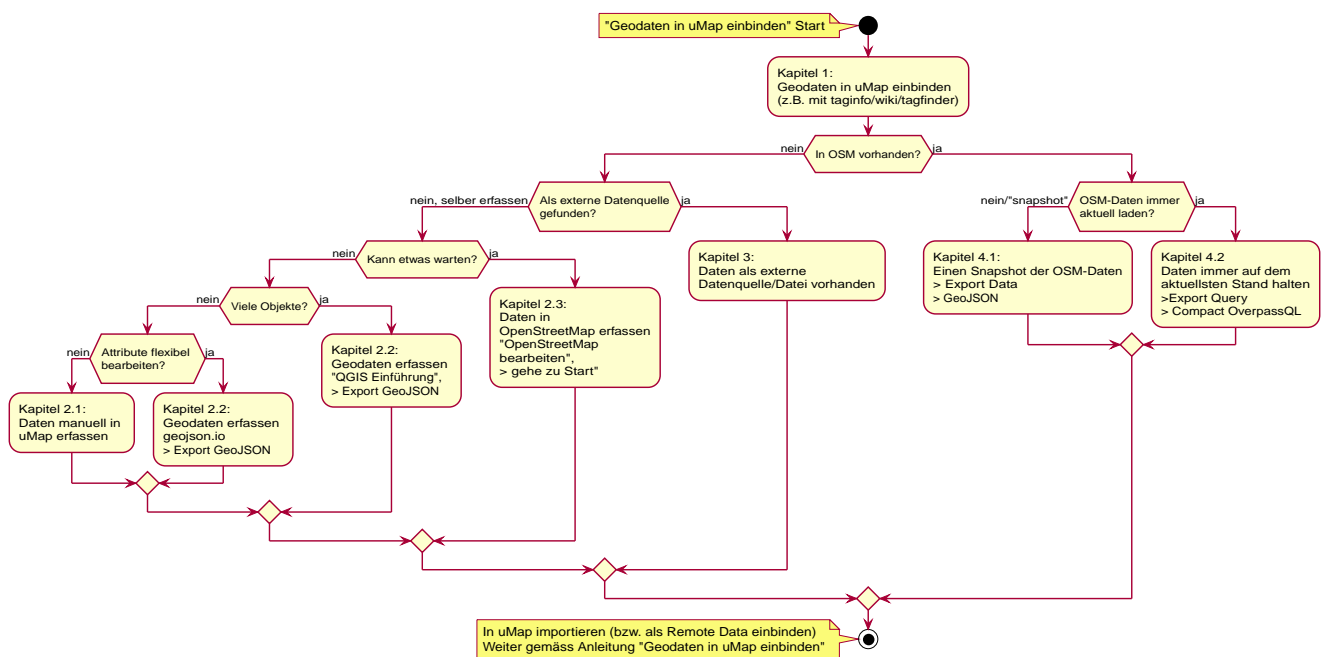 "Geodaten in uMap einbinden" Start
Kapitel 1:
Geodaten in uMap einbinden
(z.B. mit taginfo/wiki/tagfinder)
nein
In OSM vorhanden?
ja
nein, selber erfassen
Als externe Datenquelle
gefunden?
ja
nein/"snapshot"
OSM-Daten immer
aktuell laden?
ja
nein
Kann etwas warten?
ja
Kapitel 3:
Daten als externe
Datenquelle/Datei vorhanden
Kapitel 4.1:
Einen Snapshot der OSM-Daten
> Export Data
> GeoJSON
Kapitel 4.2
Daten immer auf dem
aktuellsten Stand halten
>Export Query
> Compact OverpassQL
nein
Viele Objekte?
ja
Kapitel 2.3:
Daten in
OpenStreetMap erfassen
"OpenStreetMap
bearbeiten",
> gehe zu Start"
nein
Attribute flexibel
bearbeiten?
ja
Kapitel 2.2:
Geodaten erfassen
"QGIS Einführung",
> Export GeoJSON
Kapitel 2.1:
Daten manuell in
uMap erfassen
Kapitel 2.2:
Geodaten erfassen
geojson.io
> Export GeoJSON
In uMap importieren (bzw. als Remote Data einbinden)
Weiter gemäss Anleitung "Geodaten in uMap einbinden"